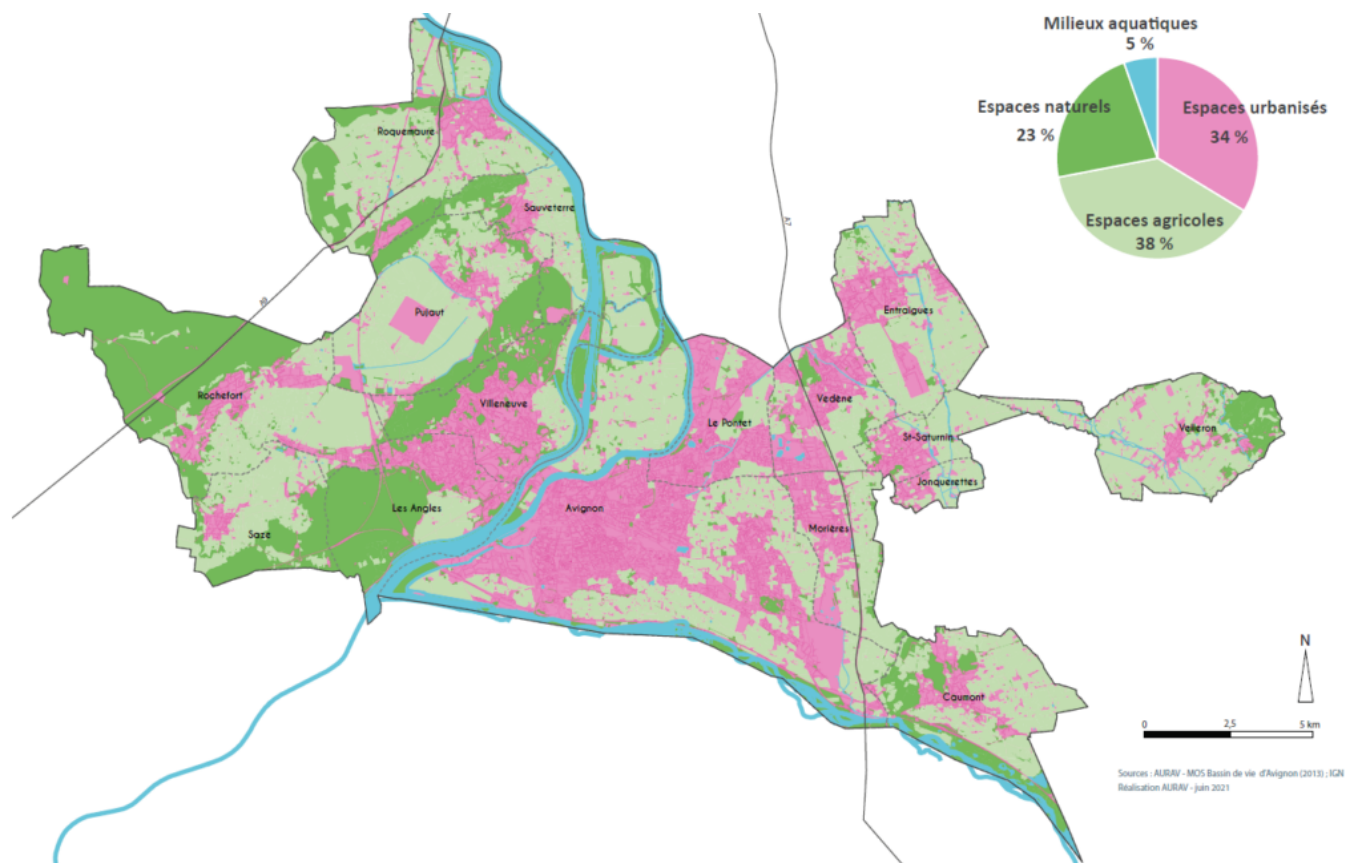 Milieux aquatiques
5 %
Espaces naturels
23 %
Espaces urbanisés
34 %
Espaces agricoles
38 %
Roquemaure
Sauveterre
A7
A9
Pujaut
Entraigues
Rochefort
Villeneuve
Le Pontet
Vedène
St-Saturnin
Velleron
Jonquerettes
Les Angles
Avignon
Morières
Saze
Caumont
N
0 2,5 5 km
Sources : AURAV - MOS Bassin de vie d'Avignon (2013) ; IGN
Réalisation AURAV - juin 2021